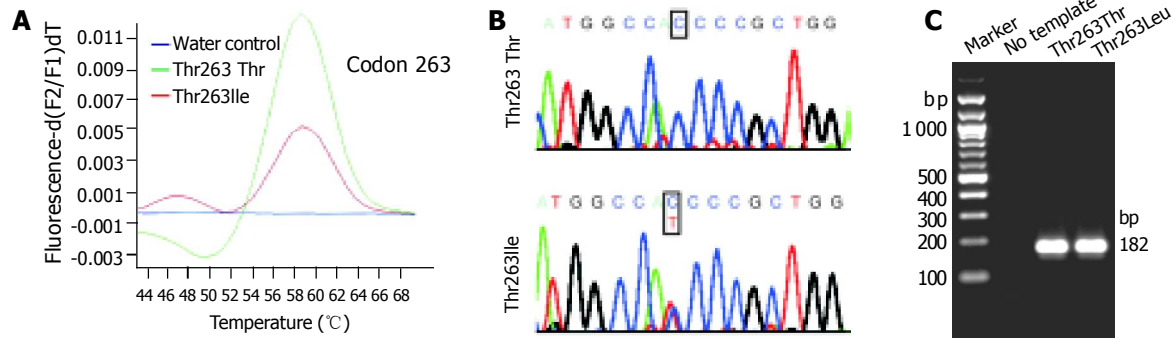 A
0.011
0.009
0.007
0.005
0.003
0.001
-0.001
-0.003
Fluorescence-d(F2/F1)dT
Water control
Thr263 Thr
Thr263Ile
Codon 263
44 46 48 50 52 54 56 58 60 62 64 66 68
Temperature (℃)
B
A T G G C C A C C C C G C T G G
Thr263 Thr
A T G G C C A C C C C G C T G G
T
Thr263Ile
C
Marker
No template
Thr263Thr
Thr263Leu
bp
1 000
500
400
300
200
100
bp
182